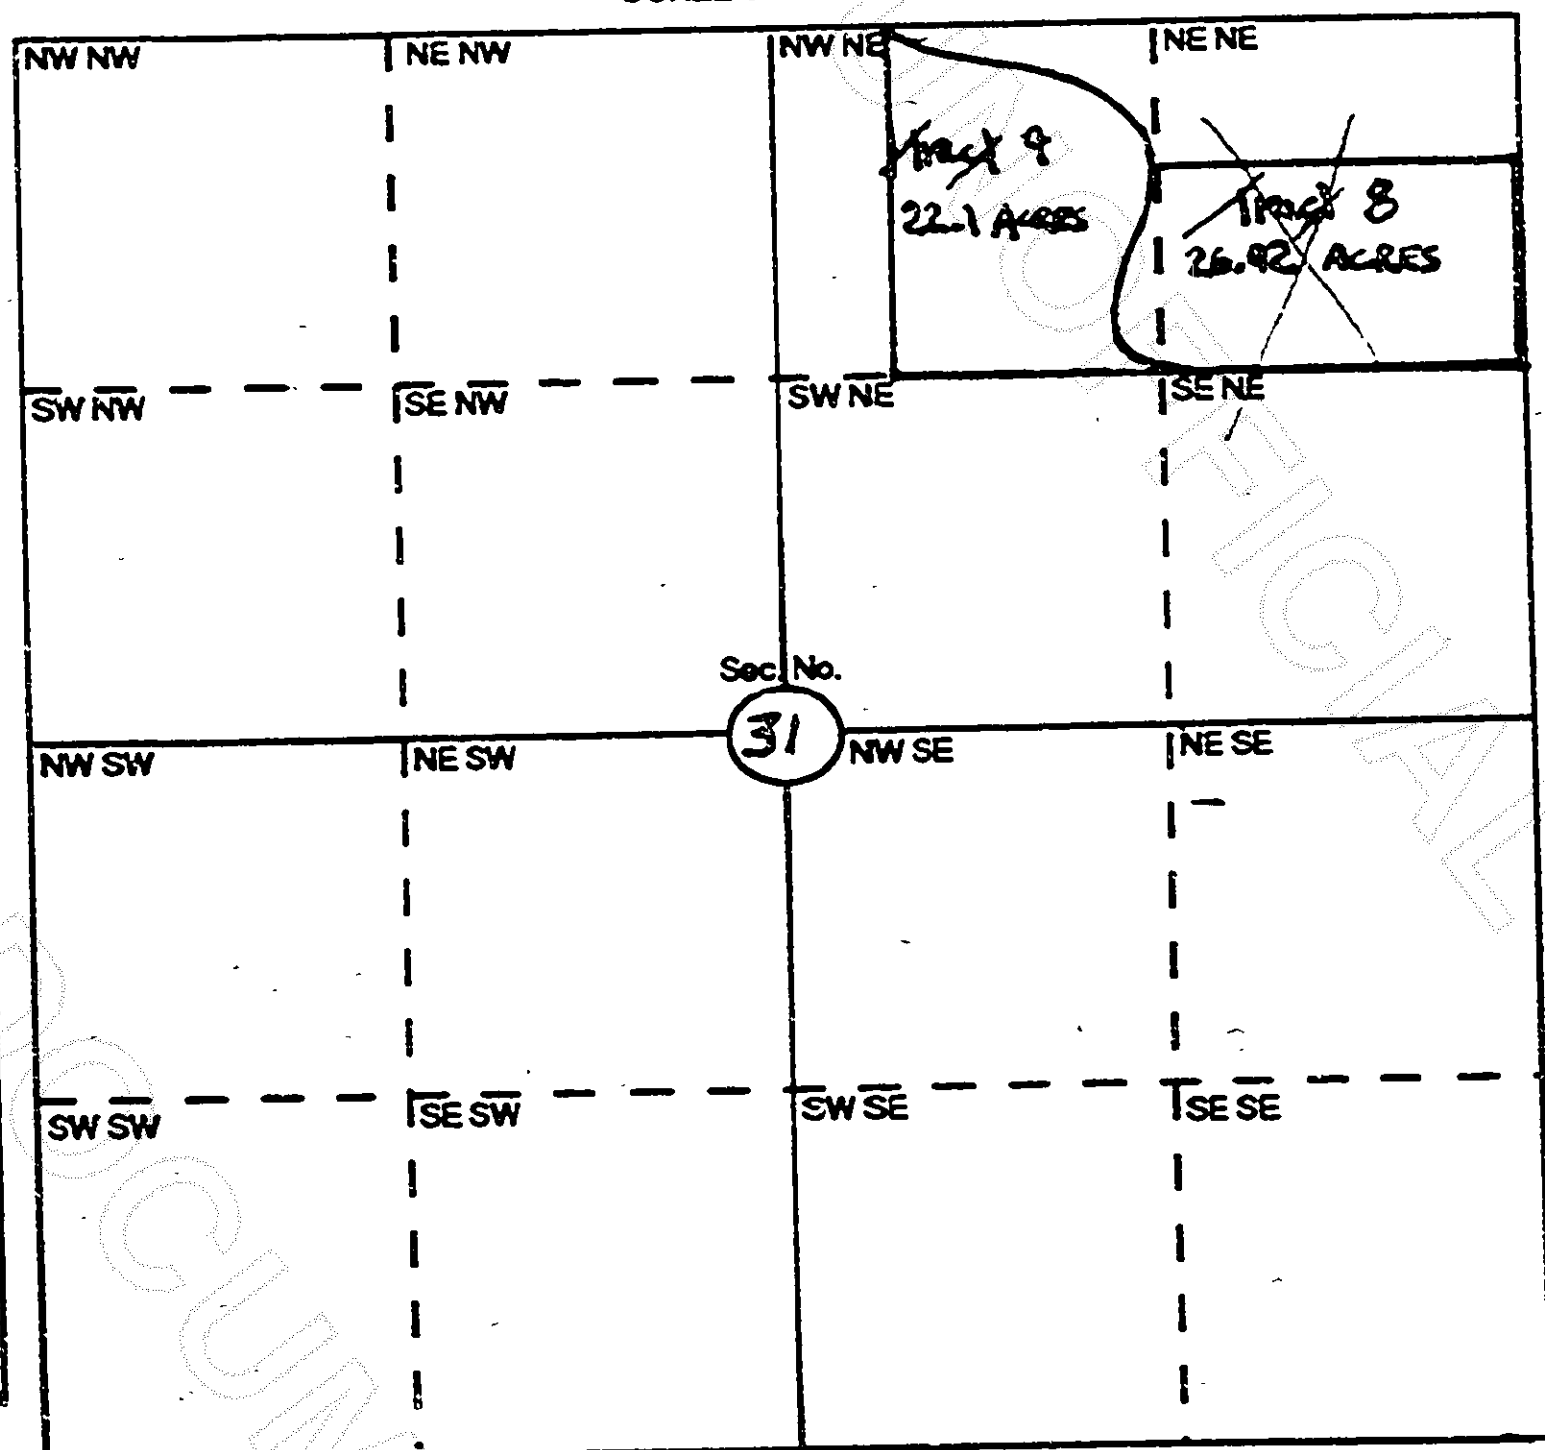 NW NW
NE NW
NW NE
NE NE
Tract 9
22.1 ACRES
Tract 8
26.92 ACRES
SW NW
SE NW
SW NE
SE NE
Sec. No.
31
NW SW
NE SW
NW SE
NE SE
SW SW
SE SW
SW SE
SE SE
UNOFFICIAL
DOCUM